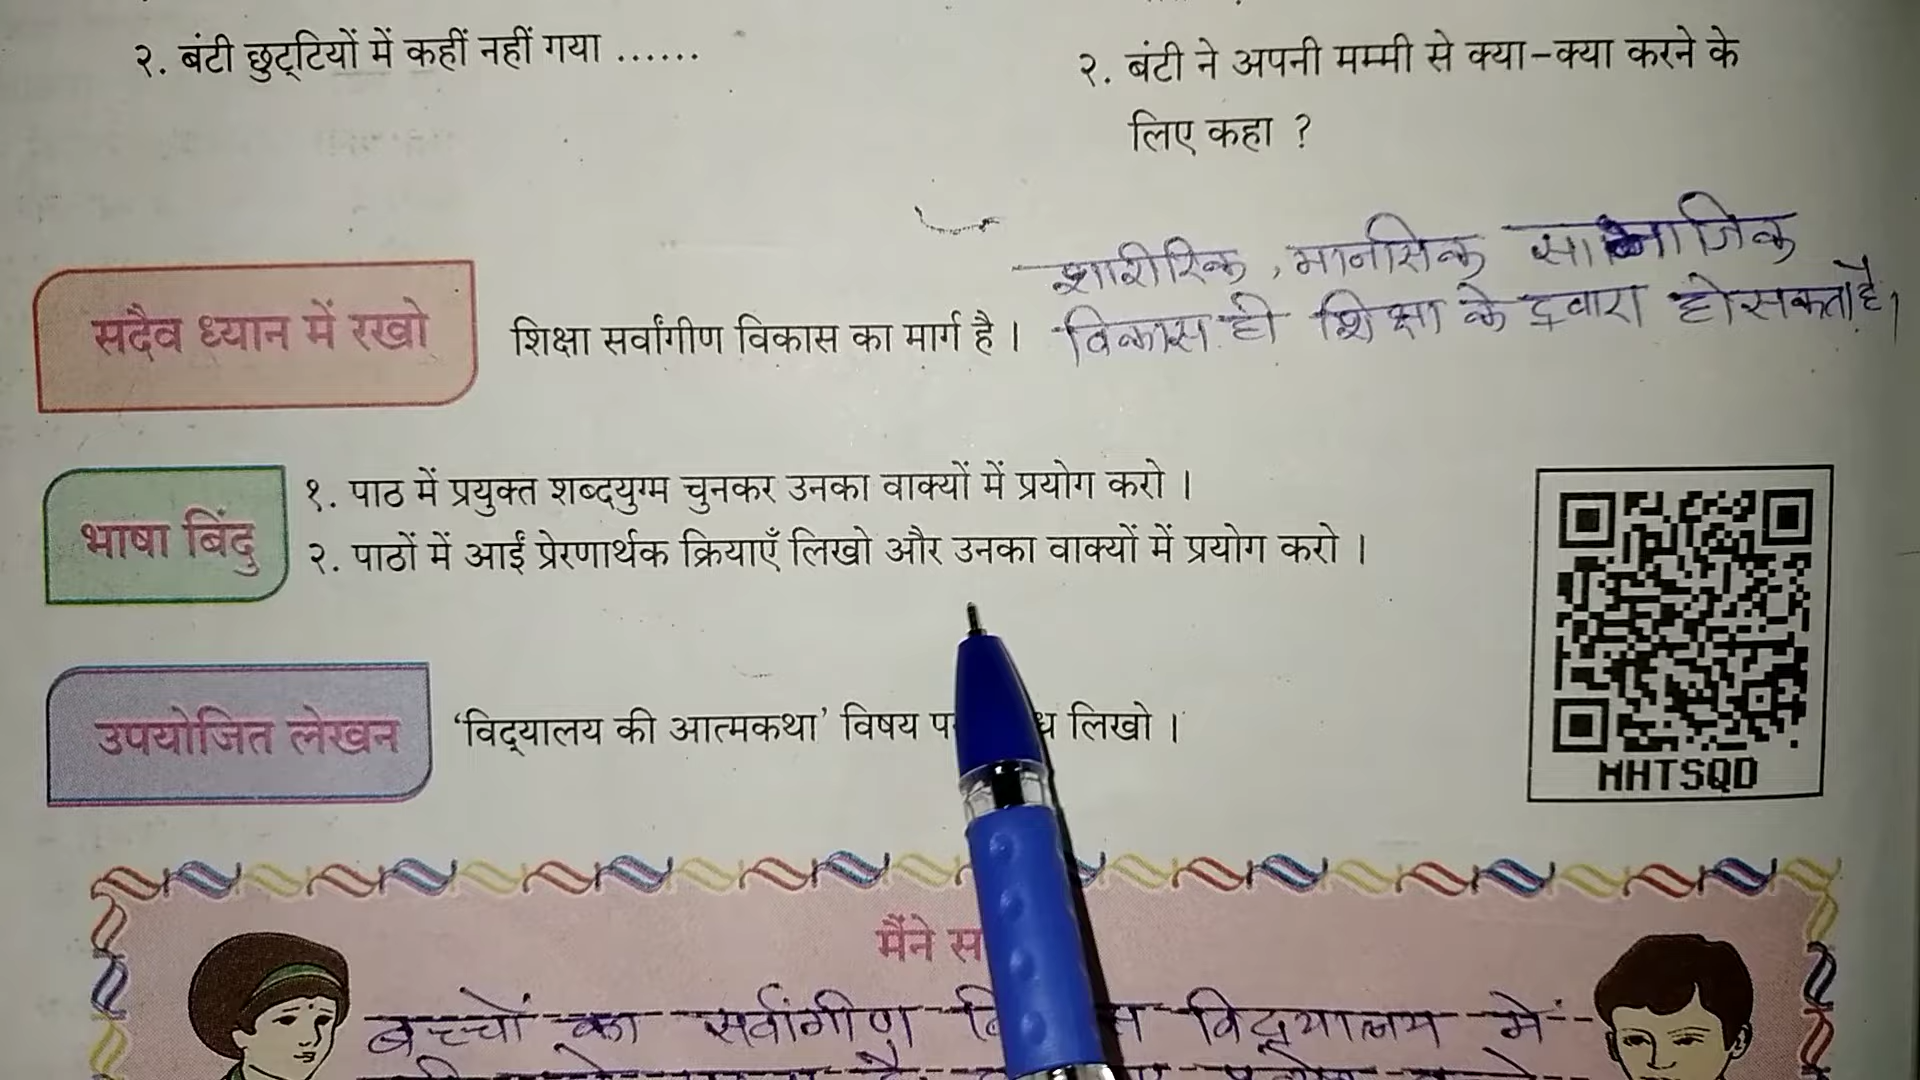 २. बंटी छुट्टियों में कहीं नहीं गया ......
२. बंटी ने अपनी मम्मी से क्या-क्या करने के
लिए कहा ?
सदैव ध्यान में रखो
शिक्षा सर्वांगीण विकास का मार्ग है ।
शारीरिक, मानसिक सामाजिक
विकास ही शिक्षा के द्वारा हो सकता है।
भाषा बिंदु
१. पाठ में प्रयुक्त शब्दयुग्म चुनकर उनका वाक्यों में प्रयोग करो ।
२. पाठों में आईं प्रेरणार्थक क्रियाएँ लिखो और उनका वाक्यों में प्रयोग करो ।
MHTSQD
उपयोजित लेखन
‘विद्यालय की आत्मकथा’ विषय लिखो ।
मैंने
बच्चों का सर्वांगीण विद्यालय में